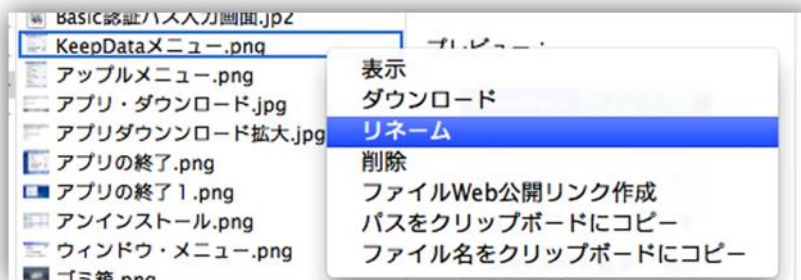 Basic認証パス入力画面.jp2
KeepDataメニュー.png
プレビュー：
アップルメニュー.png
アプリ・ダウンロード.jpg
アプリダウンンロード拡大.jpg
アプリの終了.png
アプリの終了１.png
アンインストール.png
ウィンドウ・メニュー.png
ゴミ箱.png
表示
ダウンロード
リネーム
削除
ファイルWeb公開リンク作成
パスをクリップボードにコピー
ファイル名をクリップボードにコピー